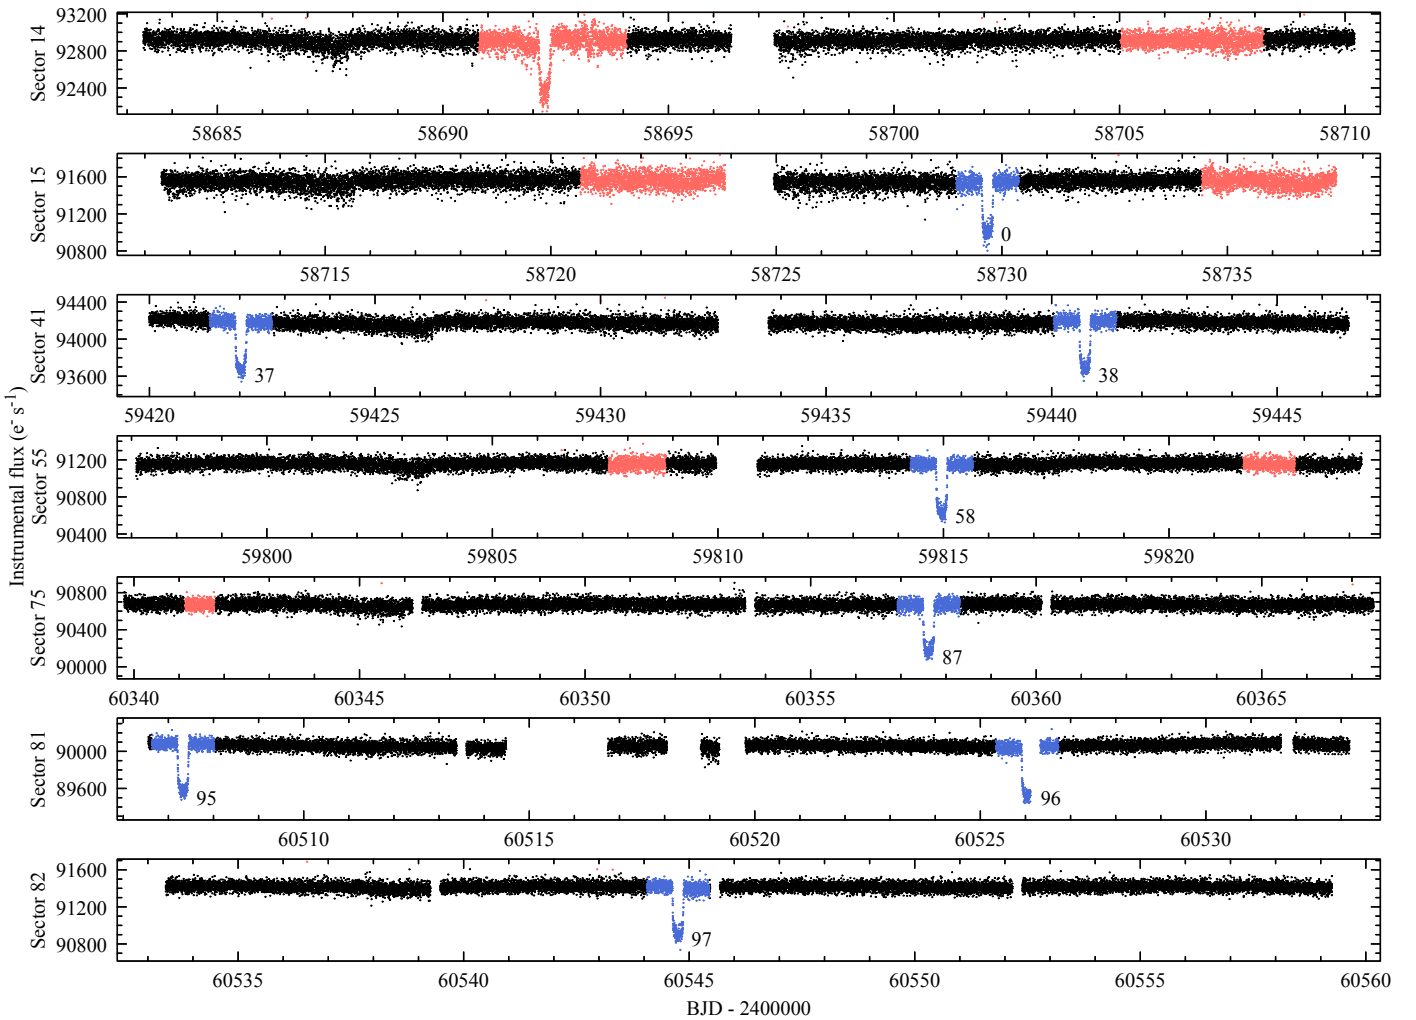 Instrumental flux (e⁻ s⁻¹)
Sector 14
93200
92800
92400
58685 58690 58695 58700 58705 58710
Sector 15
91600
91200
90800
0
58715 58720 58725 58730 58735
Sector 41
94400
94000
93600
37 38
59420 59425 59430 59435 59440 59445
Sector 55
91200
90800
90400
58
59800 59805 59810 59815 59820
Sector 75
90800
90400
90000
87
60340 60345 60350 60355 60360 60365
Sector 81
90000
89600
95 96
60510 60515 60520 60525 60530
Sector 82
91600
91200
90800
97
60535 60540 60545 60550 60555 60560
BJD - 2400000